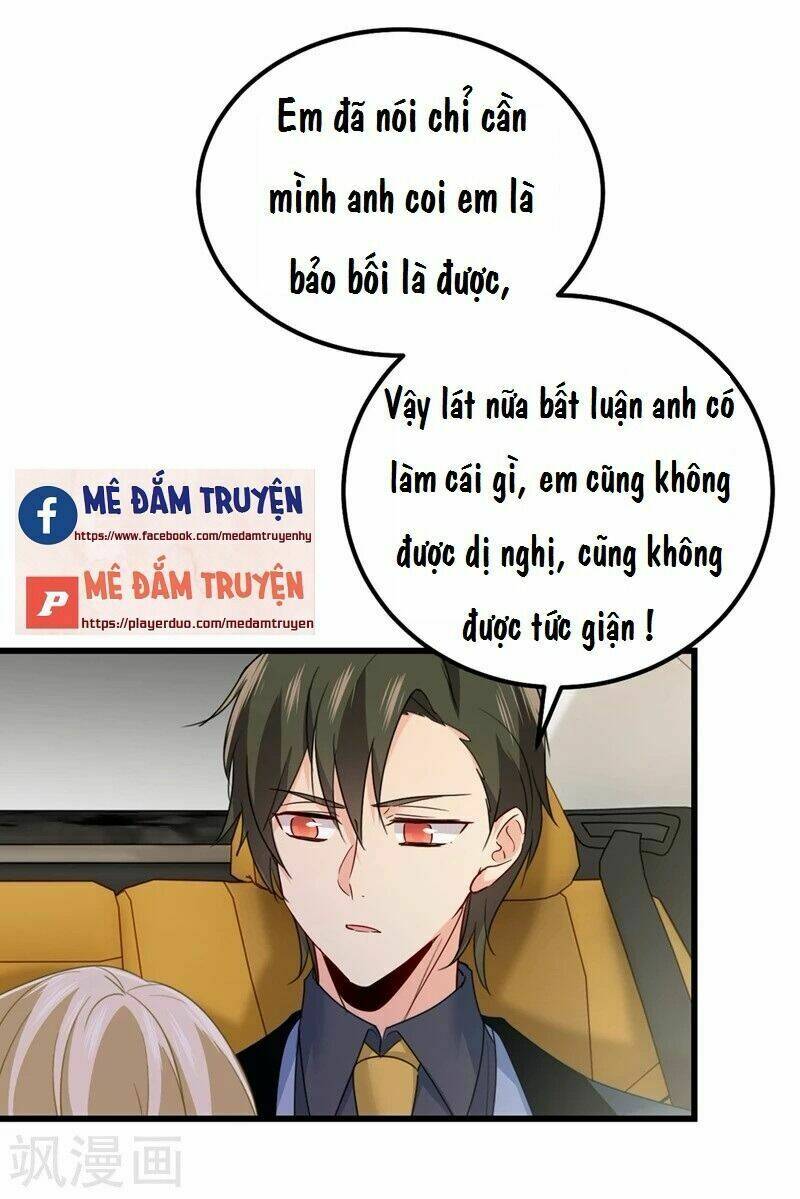 Em đã nói chỉ cần
mình anh coi em là
bảo bối là được,
Vậy lát nữa bất luận anh có
làm cái gì, em cũng không
được dị nghị, cũng không
được tức giận !
MÊ ĐẮM TRUYỆN
https://www.facebook.com/medamtruyenhy
MÊ ĐẮM TRUYỆN
https://playerduo.com/medamtruyen
飒漫画